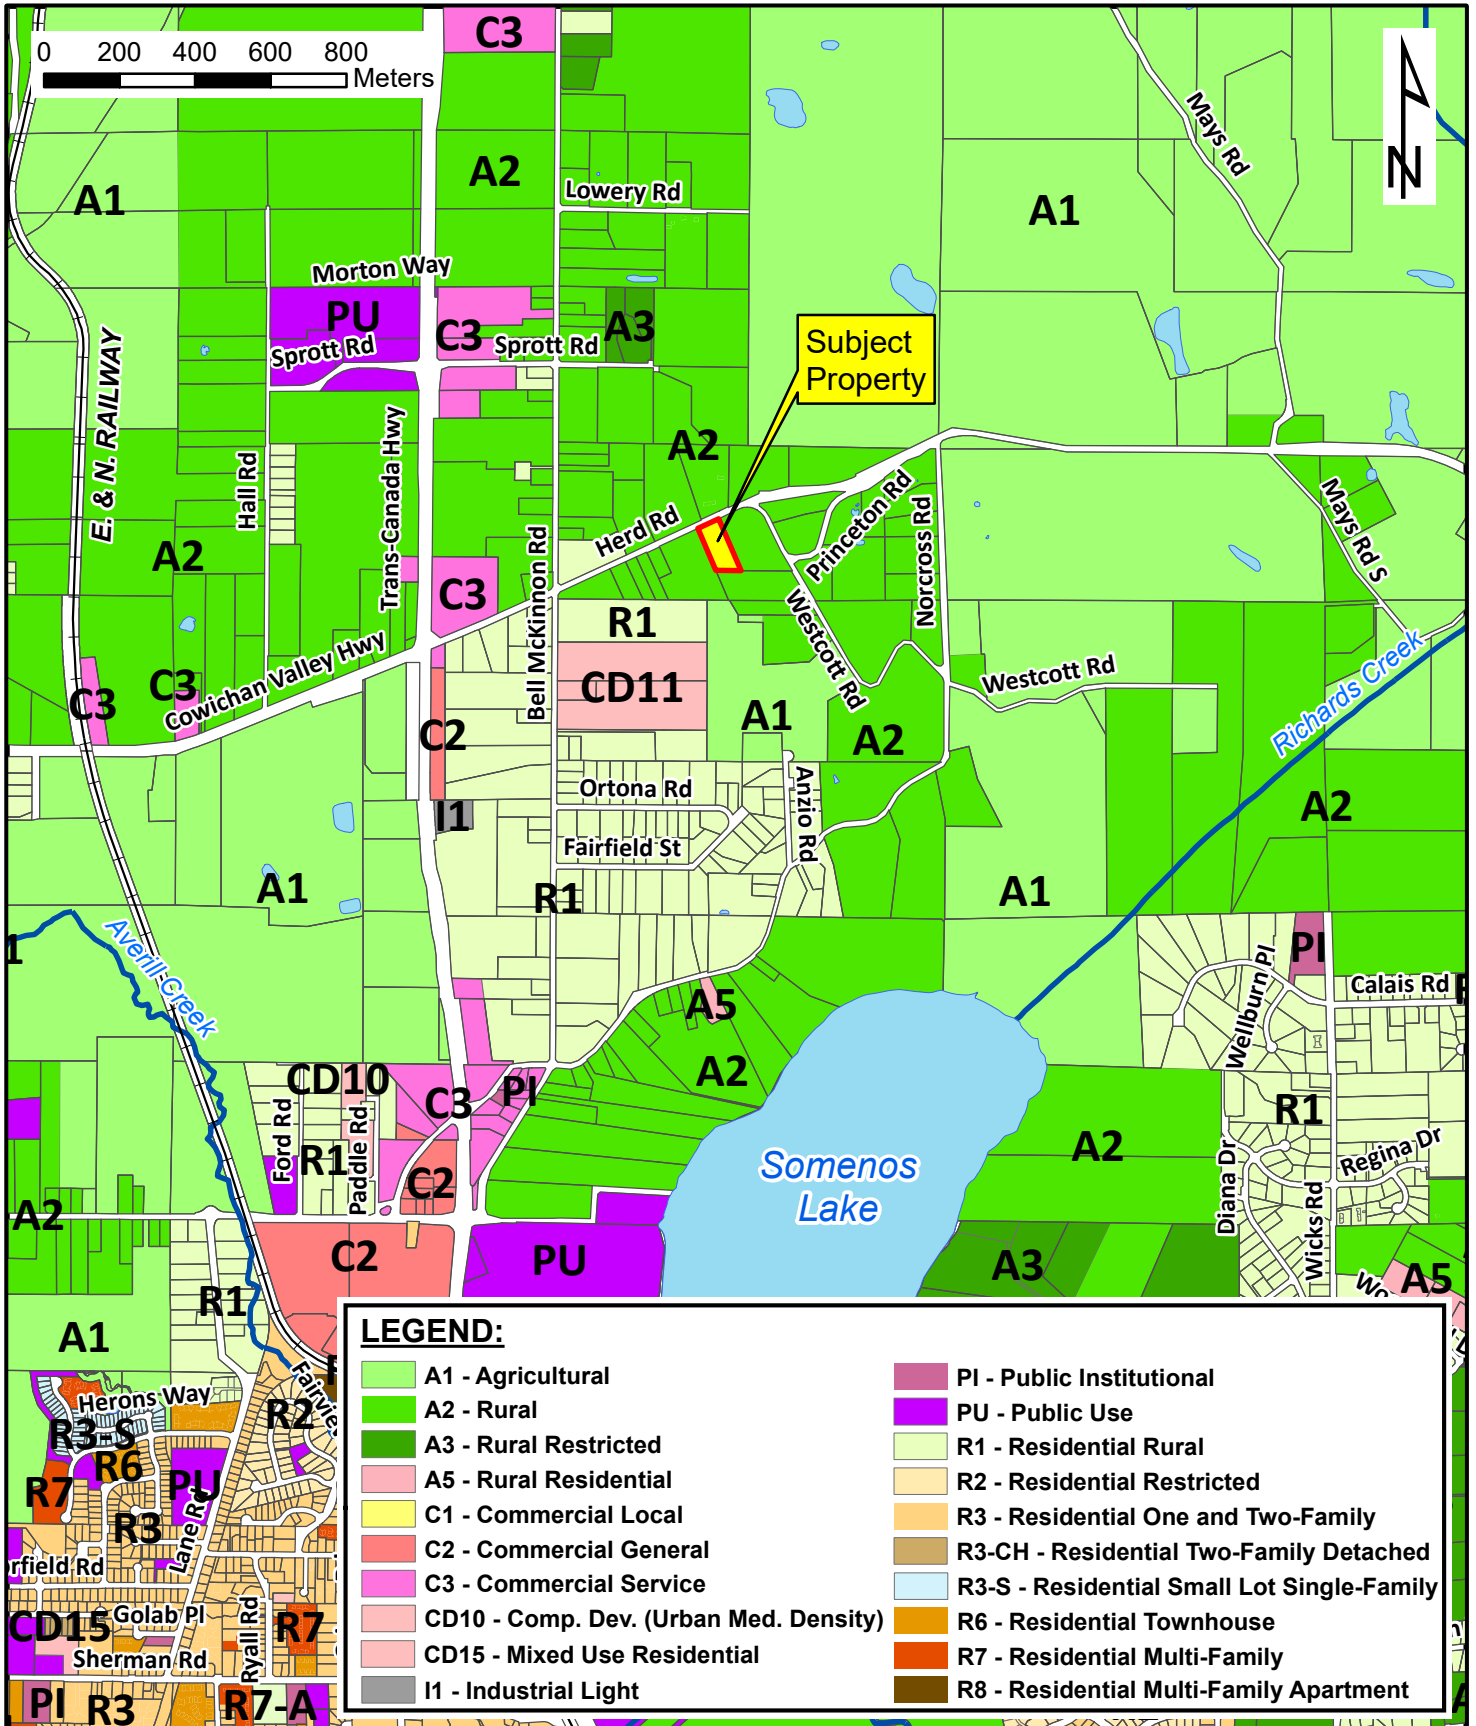 0 200 400 600 800
Meters
N
C3
A2
Lowery Rd
Mays Rd
A1
A1
Morton Way
PU
Sprott Rd
C3
Sprott Rd
A3
Subject
Property
E. & N. RAILWAY
Trans-Canada Hwy
A2
Hall Rd
Herd Rd
Princeton Rd
Norcross Rd
Mays Rd S
A2
Bell McKinnon Rd
C3
R1
Westcott Rd
Cowichan Valley Hwy
C3
C3
CD11
Westcott Rd
Richards Creek
C2
A1
A2
Ortona Rd
Anzio Rd
A2
I1
Fairfield St
A1
R1
A1
1
Averill Creek
PI
Wellburn Pl
Calais Rd
A5
A2
CD10
C3
PI
Ford Rd
Paddle Rd
R1
R1
C2
Somenos
Lake
A2
Diana Dr
Regina Dr
A2
Wicks Rd
C2
PU
A3
A5
R1
A1
Herons Way
R2
R3-S
R6
PU
R7
R3
Lane Rd
orfield Rd
Golab Pl
CD15
R7
Sherman Rd
Ryall Rd
PI
R3
R7-A
LEGEND:
A1 - Agricultural
A2 - Rural
A3 - Rural Restricted
A5 - Rural Residential
C1 - Commercial Local
C2 - Commercial General
C3 - Commercial Service
CD10 - Comp. Dev. (Urban Med. Density)
CD15 - Mixed Use Residential
I1 - Industrial Light
PI - Public Institutional
PU - Public Use
R1 - Residential Rural
R2 - Residential Restricted
R3 - Residential One and Two-Family
R3-CH - Residential Two-Family Detached
R3-S - Residential Small Lot Single-Family
R6 - Residential Townhouse
R7 - Residential Multi-Family
R8 - Residential Multi-Family Apartment